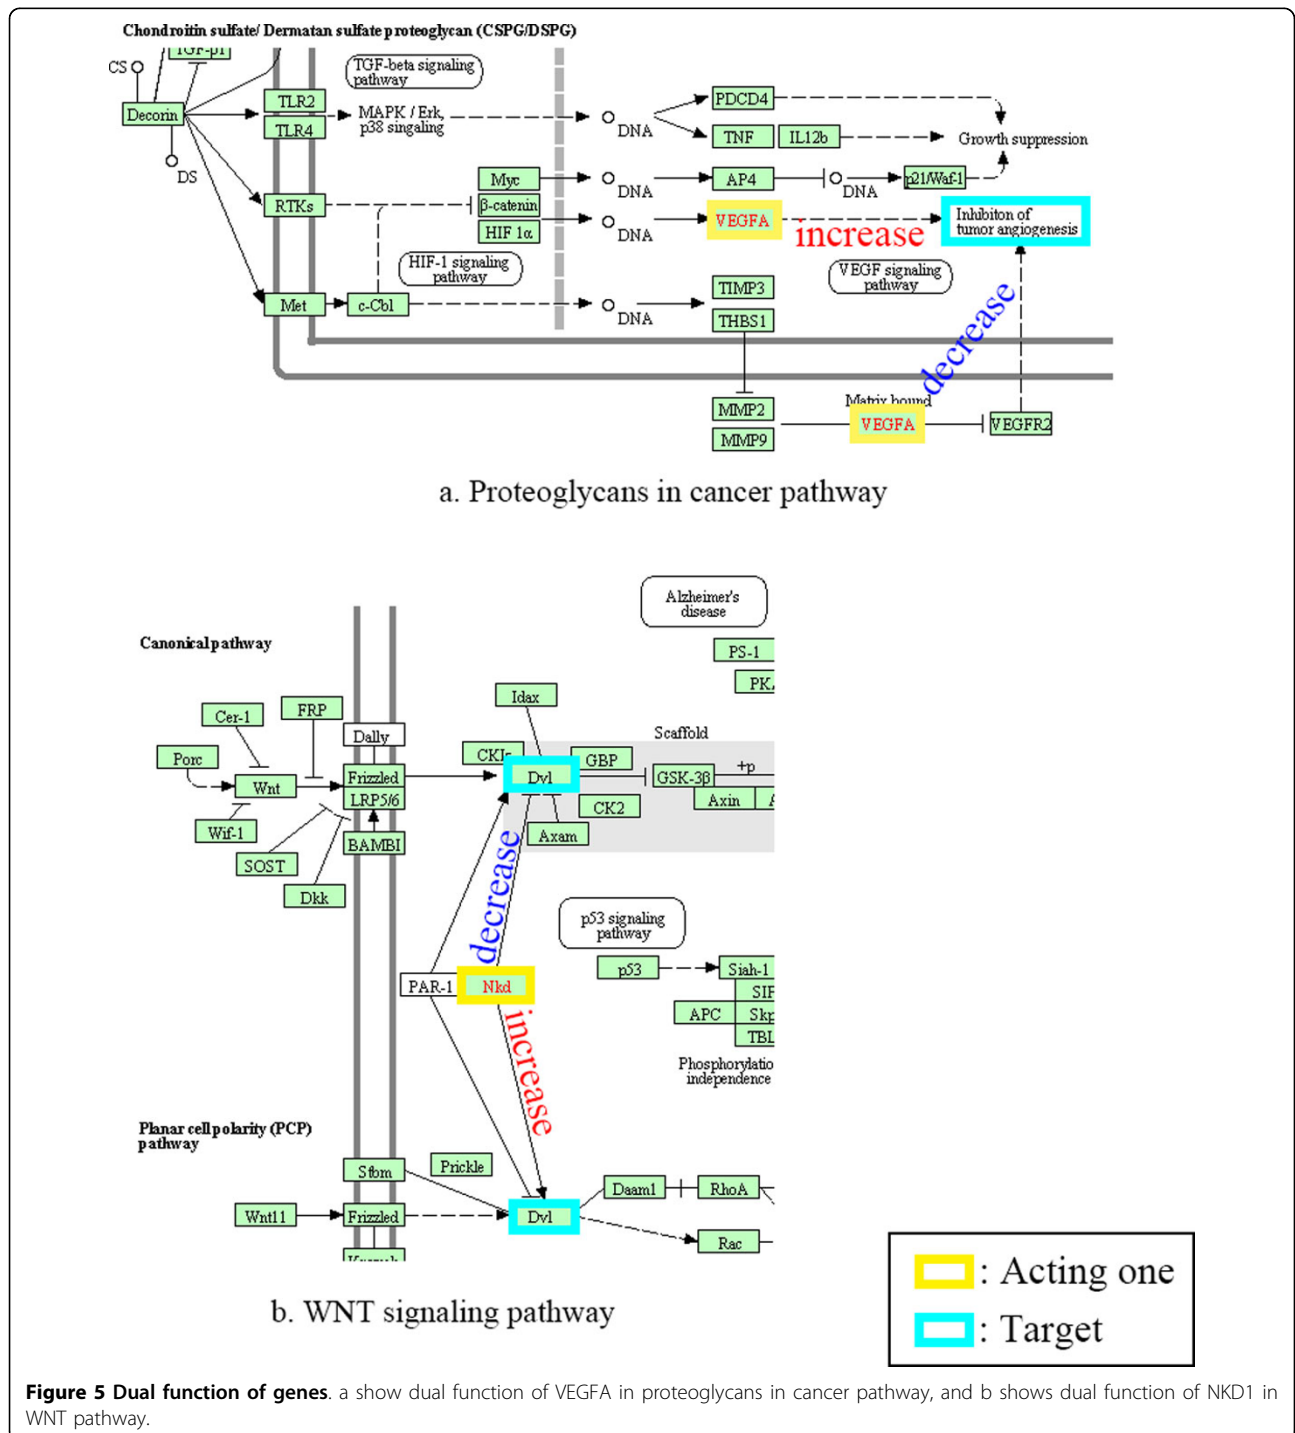 Chondroitin sulfate/ Dermatan sulfate proteoglycan (CSPG/DSPG)
TGF-β1
CS
TGF-beta signaling
pathway
Decorin
TLR2
TLR4
MAPK / Erk,
p38 singaling
DNA
PDCD4
TNF
IL12b
Growth suppression
DS
Myc
DNA
AP4
DNA
p21/Waf-1
RTKs
β-catenin
HIF 1α
DNA
VEGFA
increase
Inhibiton of
tumor angiogenesis
HIF-1 signaling
pathway
VEGF signaling
pathway
Met
c-Cbl
DNA
TIMP3
THBS1
decrease
MMP2
MMP9
Matrix bound
VEGFA
VEGFR2
a. Proteoglycans in cancer pathway
Alzheimer's
disease
Canonical pathway
PS-1
Idax
Cer-1
FRP
Dally
Scaffold
Porc
Wnt
Frizzled
LRP5/6
Dvl
GBP
GSK-3β
+p
CK2
Axin
Wif-1
SOST
BAMBI
Axam
Dkk
decrease
p53 signaling
pathway
PAR-1
Nkd
p53
Siah-1
APC
increase
independence
Planar cell polarity (PCP)
pathway
Stbm
Prickle
Daam1
RhoA
Wnt11
Frizzled
Dvl
Rac
: Acting one
: Target
b. WNT signaling pathway
Figure 5 Dual function of genes. a show dual function of VEGFA in proteoglycans in cancer pathway, and b shows dual function of NKD1 in
WNT pathway.